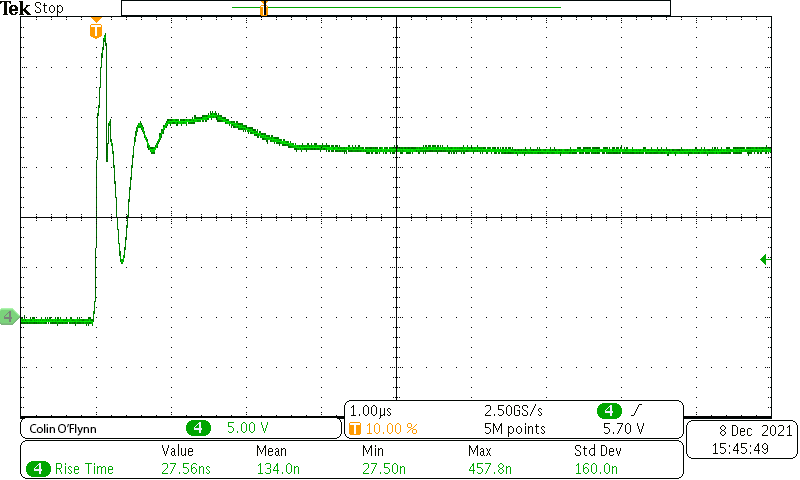 Tek Stop
T
4
1.00µs 2.50GS/s 4
T 10.00 % 5M points 5.70 V
Colin O'Flynn 4 5.00 V
8 Dec 2021
15:45:49
Value Mean Min Max Std Dev
4 Rise Time 27.56ns 134.0n 27.50n 457.8n 160.0n